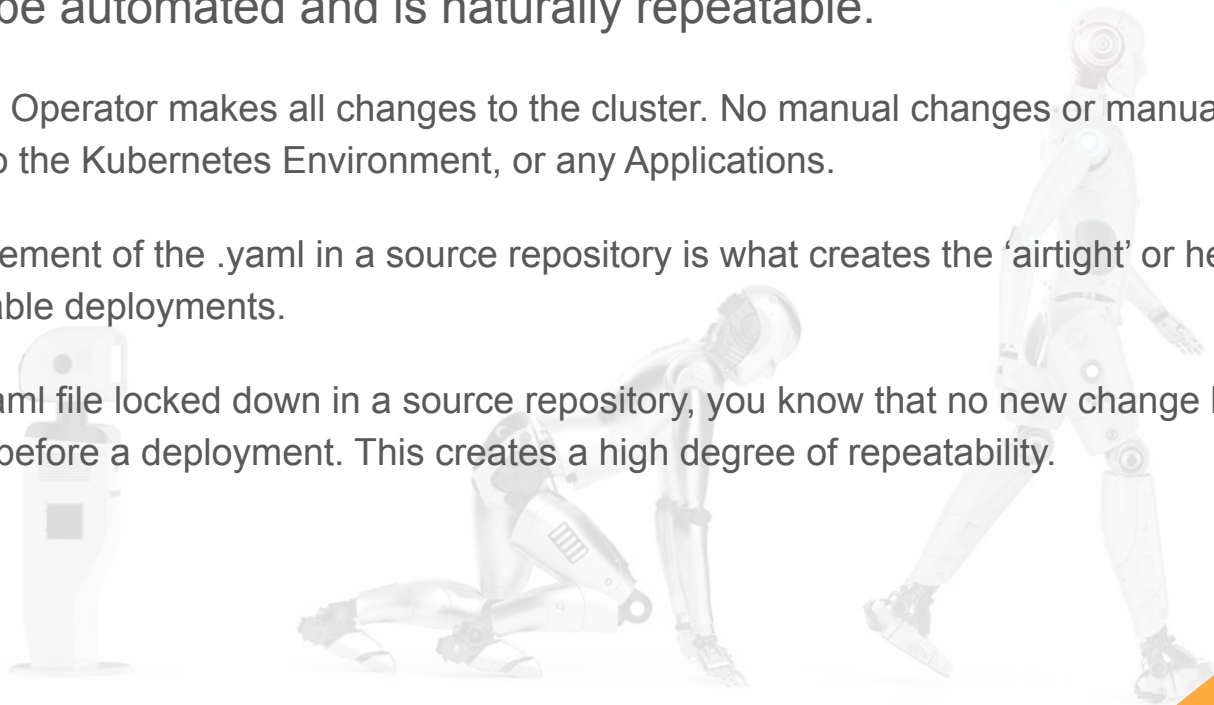 be automated and is naturally repeatable.
Operator makes all changes to the cluster. No manual changes or manua
o the Kubernetes Environment, or any Applications.
ement of the .yaml in a source repository is what creates the ‘airtight’ or he
able deployments.
aml file locked down in a source repository, you know that no new change
before a deployment. This creates a high degree of repeatability.